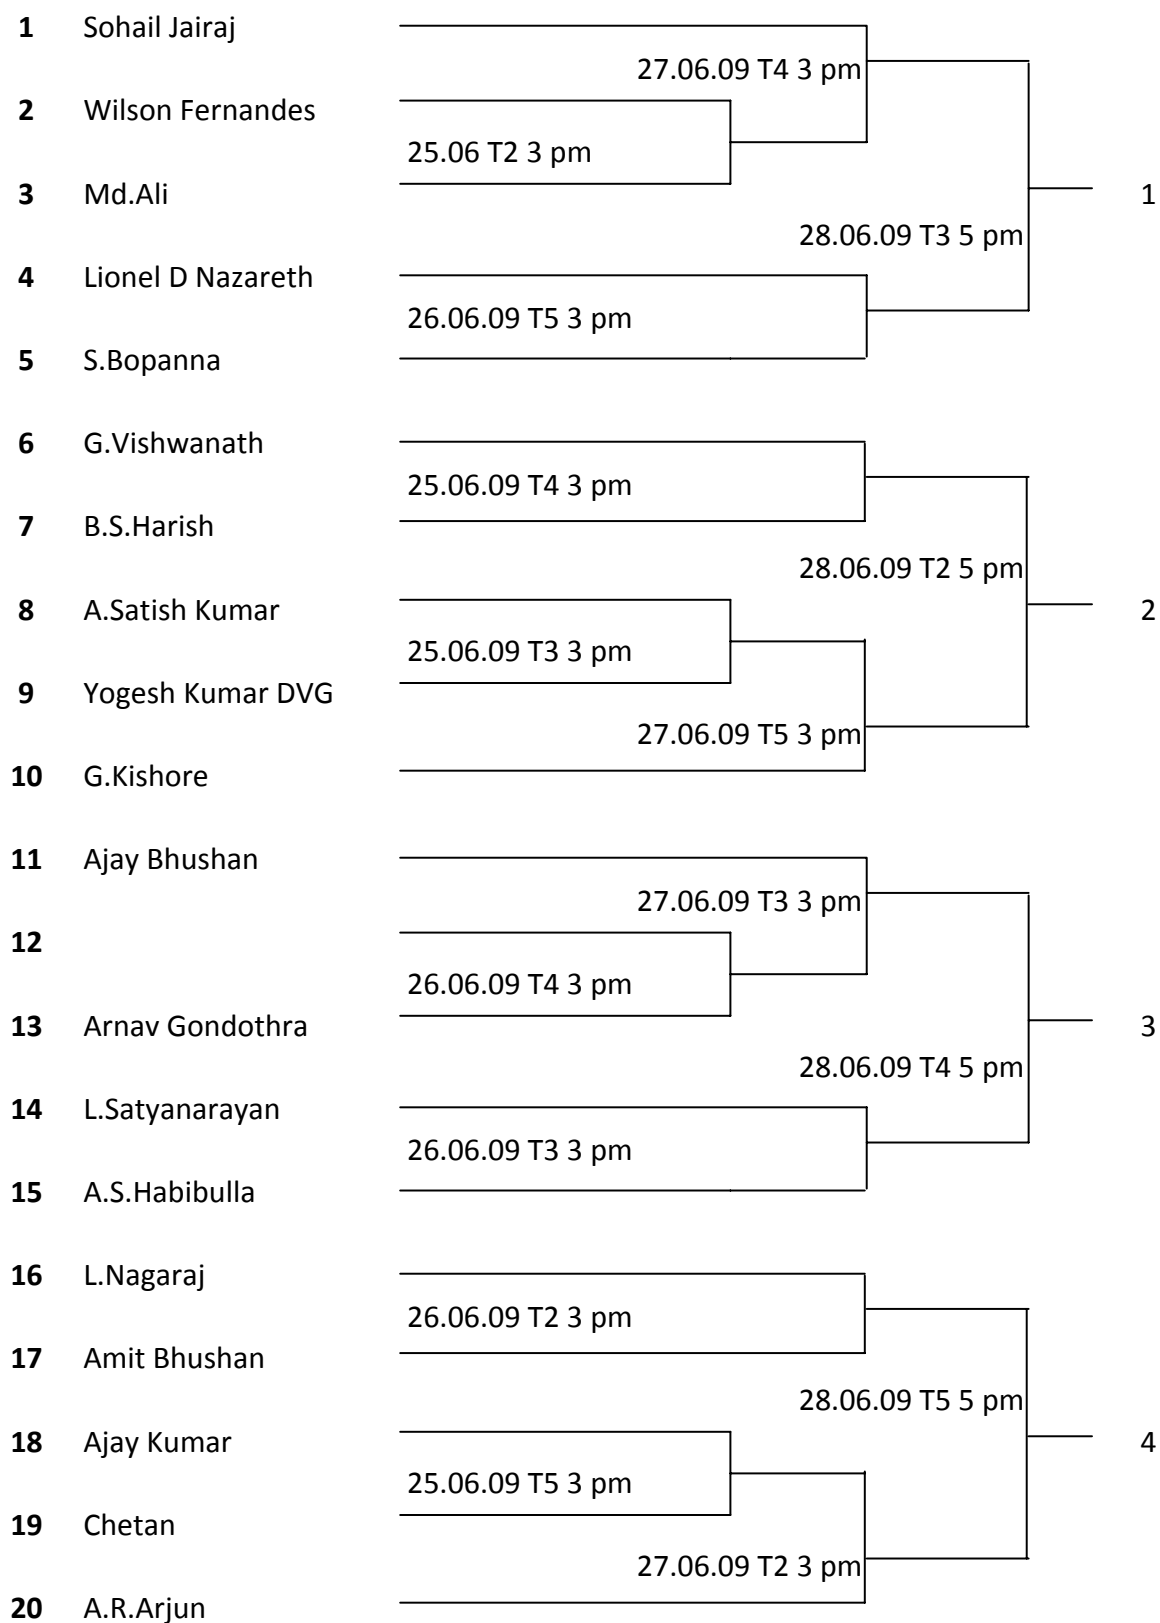 1 Sohail Jairaj
27.06.09 T4 3 pm
2 Wilson Fernandes
25.06 T2 3 pm
3 Md.Ali
1
28.06.09 T3 5 pm
4 Lionel D Nazareth
26.06.09 T5 3 pm
5 S.Bopanna
6 G.Vishwanath
25.06.09 T4 3 pm
7 B.S.Harish
28.06.09 T2 5 pm
8 A.Satish Kumar
2
25.06.09 T3 3 pm
9 Yogesh Kumar DVG
27.06.09 T5 3 pm
10 G.Kishore
11 Ajay Bhushan
27.06.09 T3 3 pm
12
26.06.09 T4 3 pm
13 Arnav Gondothra
3
28.06.09 T4 5 pm
14 L.Satyanarayan
26.06.09 T3 3 pm
15 A.S.Habibulla
16 L.Nagaraj
26.06.09 T2 3 pm
17 Amit Bhushan
28.06.09 T5 5 pm
18 Ajay Kumar
4
25.06.09 T5 3 pm
19 Chetan
27.06.09 T2 3 pm
20 A.R.Arjun